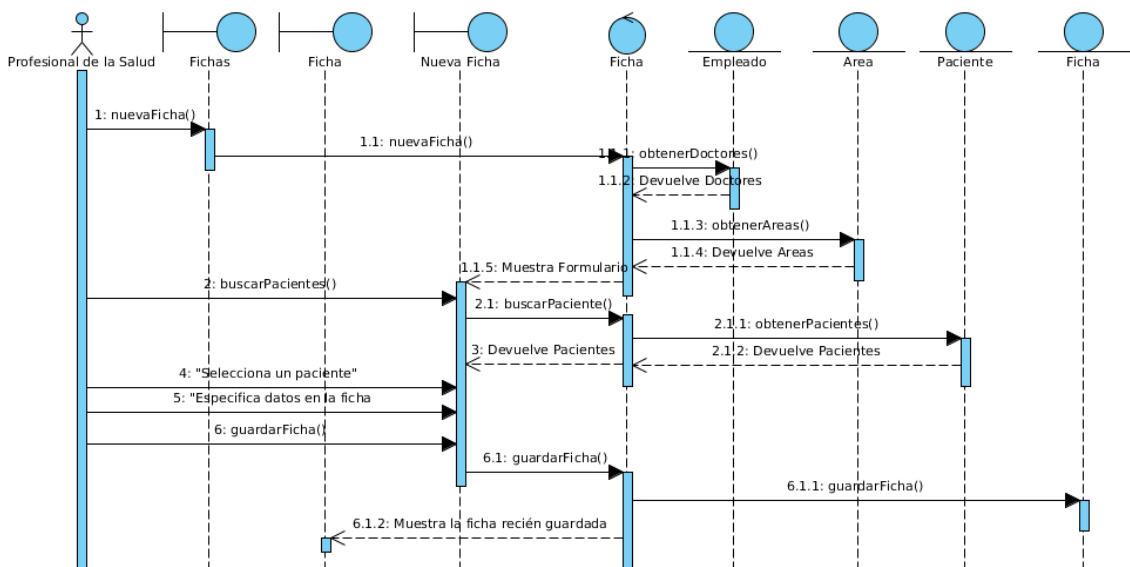 Profesional de la Salud
Fichas
Ficha
Nueva Ficha
Ficha
Empleado
Area
Paciente
Ficha
1: nuevaFicha()
1.1: nuevaFicha()
1.1.1: obtenerDoctores()
1.1.2: Devuelve Doctores
1.1.3: obtenerAreas()
1.1.4: Devuelve Areas
1.1.5: Muestra Formulario
2: buscarPacientes()
2.1: buscarPaciente()
2.1.1: obtenerPacientes()
3: Devuelve Pacientes
2.1.2: Devuelve Pacientes
4: "Selecciona un paciente"
5: "Especifica datos en la ficha
6: guardarFicha()
6.1: guardarFicha()
6.1.1: guardarFicha()
6.1.2: Muestra la ficha recién guardada